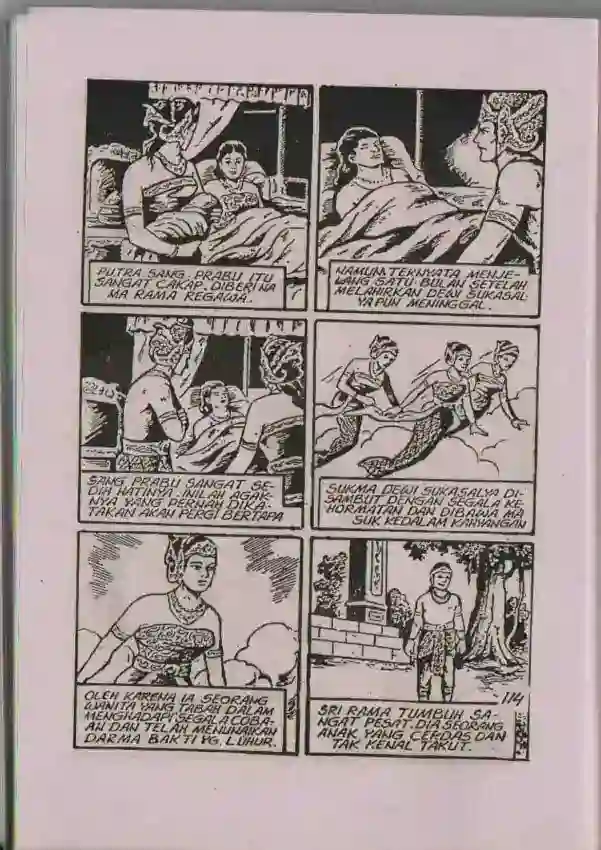 PUTRA SANG PRABU ITU
SANGAT CAKAP. DIBERI NA
MA RAMA REGAWA.
NAMUN TEKNYATA MENJE-
LANG SATU BULAN SETELAH
MELAHIRKAN DEWI SUKASAL-
YAPUN MENINGGAL.
SANG PRABU SANGAT SE-
DIH HATINYA. INILAH AGAK-
NYA YANG PERNAH DIKA-
TAKAN AKAN PERGI BERTAPA
SUKMA DEWI SUKASALYA DI-
SAMBUT DENGAN SEGALA KE-
HORMATAN DAN DIBAWA MA
SUK KEDALAM KAHYANGAN
OLEH KARENA IA SEORANG
WANITA YANG TABAH DALAM
MENGHADAPI SEGALA COBA-
AN DAN TELAH MENUNAIKAN
DARMA BAKTI YG. LUHUR.
114
SRI RAMA TUMBUH SA-
NGAT PESAT. DIA SEORANG
ANAK YANG CERDAS DAN
TAK KENAL TAKUT.